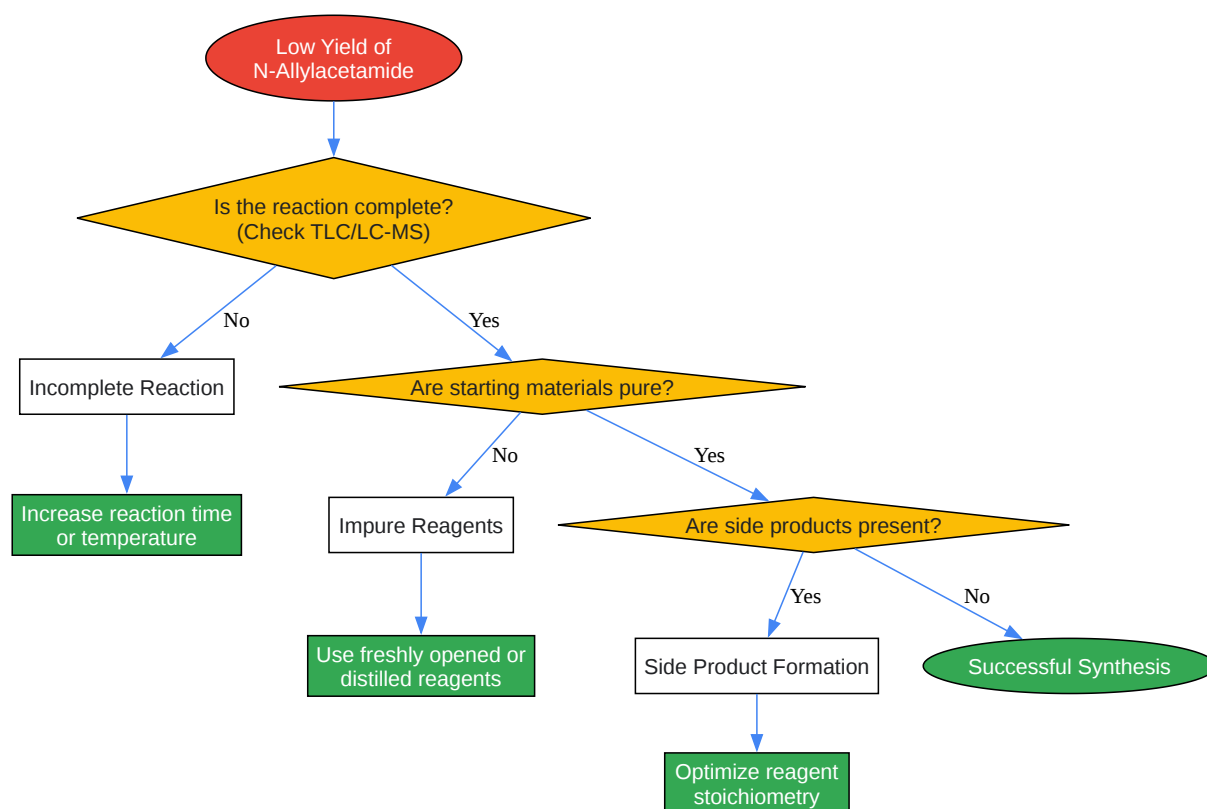 Low Yield of
N-Allylacetamide
Is the reaction complete?
(Check TLC/LC-MS)
No
Yes
Incomplete Reaction
Are starting materials pure?
Increase reaction time
or temperature
No
Yes
Impure Reagents
Are side products present?
Use freshly opened or
distilled reagents
Yes
No
Side Product Formation
Successful Synthesis
Optimize reagent
stoichiometry